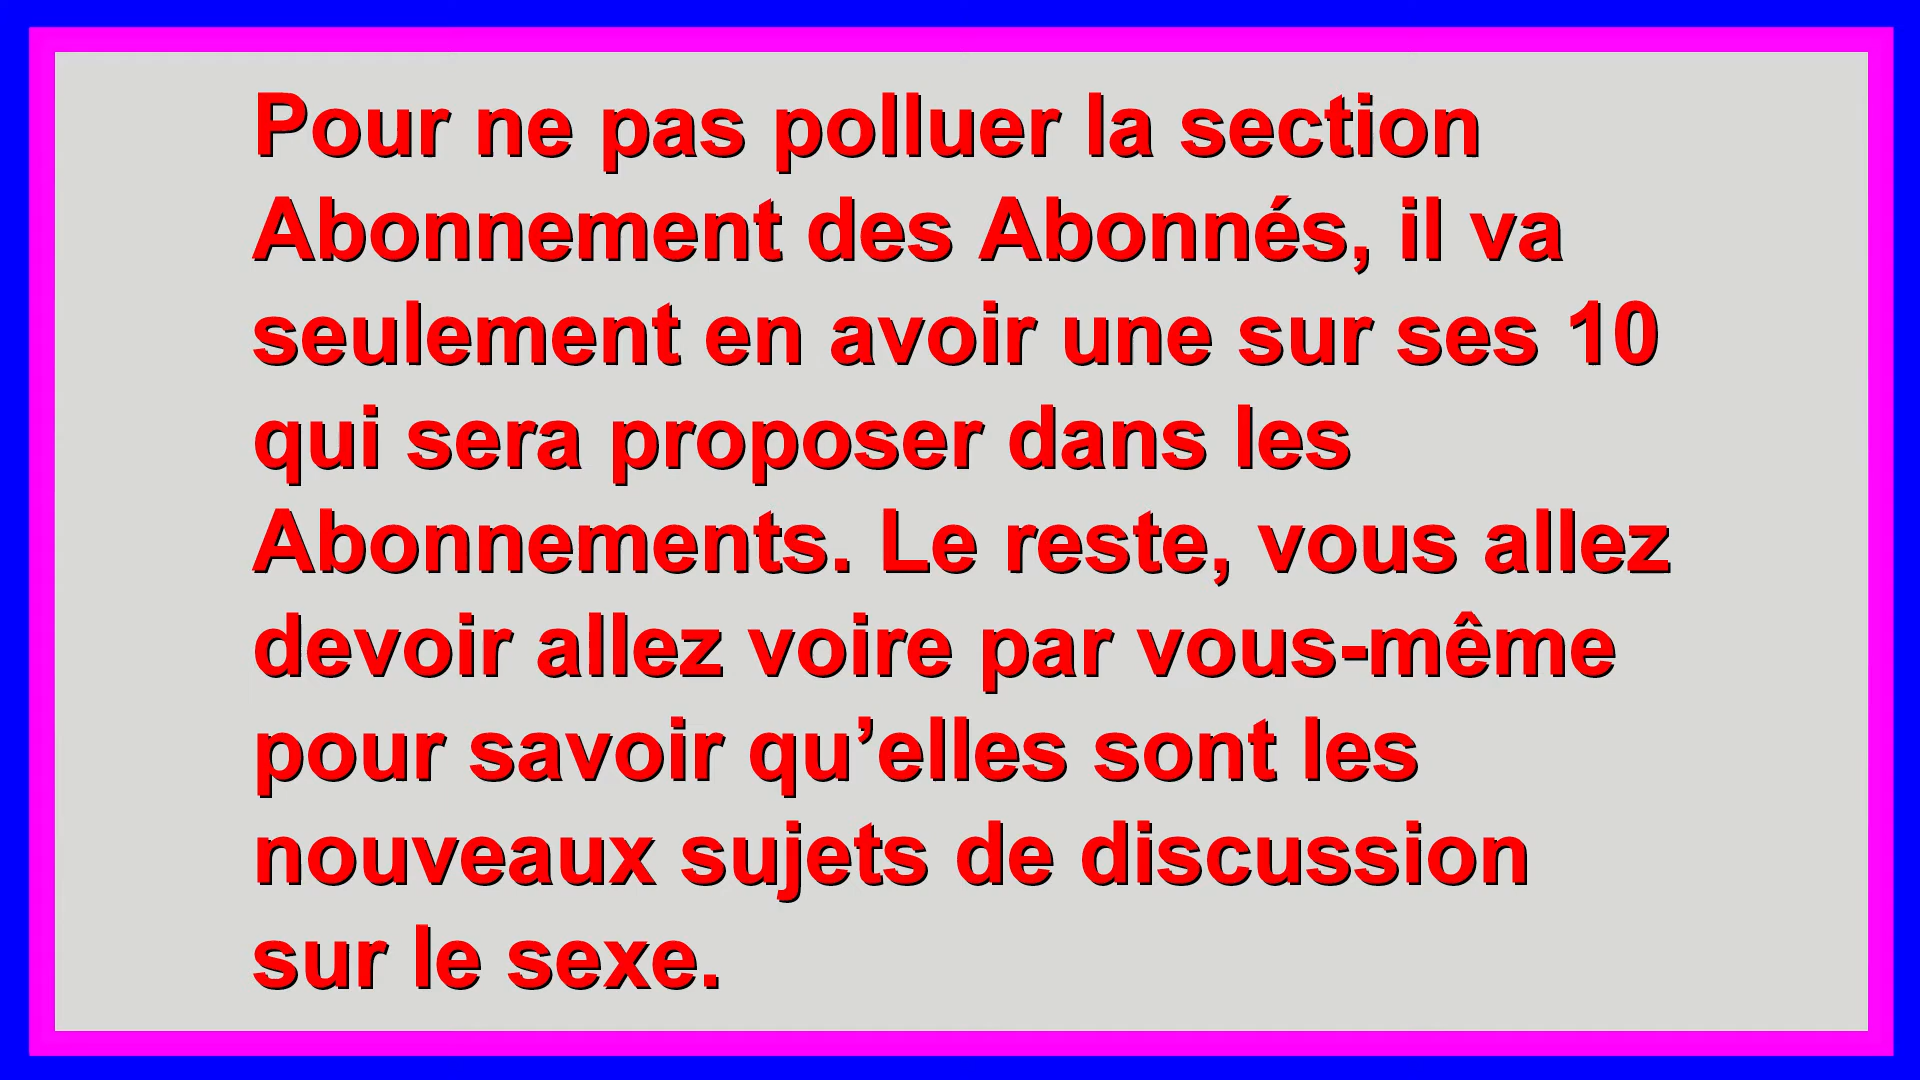 Pour ne pas polluer la section
Abonnement des Abonnés, il va
seulement en avoir une sur ses 10
qui sera proposer dans les
Abonnements. Le reste, vous allez
devoir allez voire par vous-même
pour savoir qu’elles sont les
nouveaux sujets de discussion
sur le sexe.